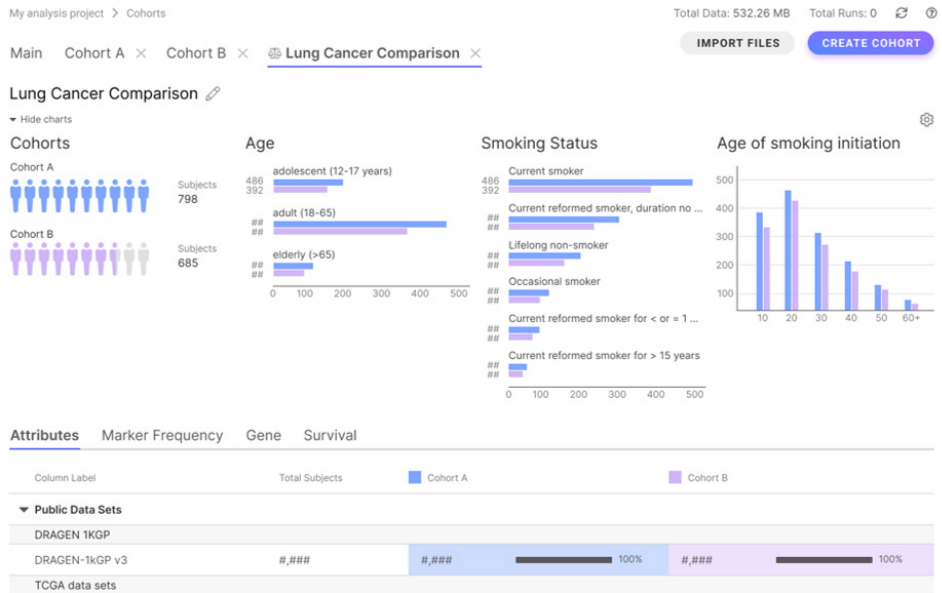 My analysis project > Cohorts
Total Data: 532.26 MB Total Runs: 0
Main Cohort A × Cohort B × Lung Cancer Comparison ×
IMPORT FILES CREATE COHORT
Lung Cancer Comparison
Hide charts
Cohorts
Cohort A
Subjects
798
Cohort B
Subjects
685
Age
adolescent (12-17 years)
486
392
adult (18-65)
##
##
elderly (>65)
##
##
0 100 200 300 400 500
Smoking Status
Current smoker
486
392
Current reformed smoker, duration no ...
##
##
Lifelong non-smoker
##
##
Occasional smoker
##
##
Current reformed smoker for < or = 1 ...
##
##
Current reformed smoker for > 15 years
##
##
0 100 200 300 400 500
Age of smoking initiation
500
400
300
200
100
10 20 30 40 50 60+
Attributes Marker Frequency Gene Survival
Column Label Total Subjects Cohort A Cohort B
Public Data Sets
DRAGEN 1KGP
DRAGEN-1kGP v3 #,### #,### 100% #,### 100%
TCGA data sets